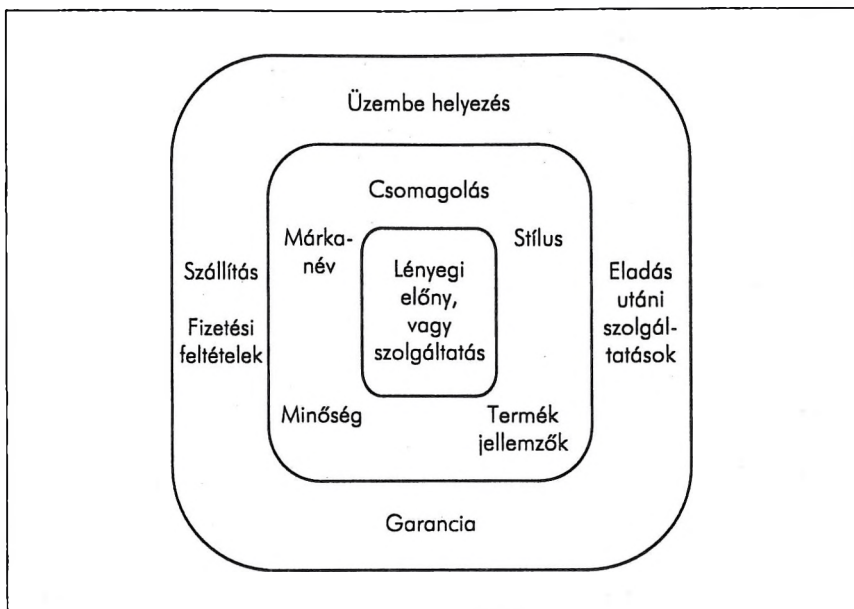 Üzembe helyezés
Csomagolás
Márka-
név
Stílus
Lényegi
előny,
vagy
szolgáltatás
Szállítás
Fizetési
feltételek
Eladás
utáni
szolgál-
tatások
Minőség
Termék
jellemzők
Garancia